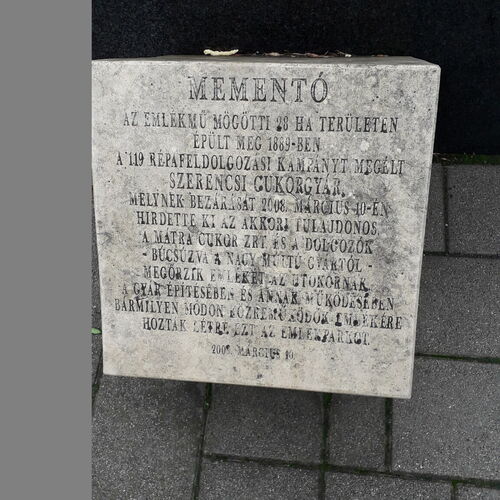 MEMENTÓ
AZ EMLÉKMŰ MÖGÖTTI 28 HA TERÜLETEN
ÉPÜLT MEG 1889-BEN
A 119 RÉPAFELDOLGOZÁSI KAMPÁNYT MEGÉLT
SZERENCSI CUKORGYÁR,
MELYNEK BEZÁRÁSÁT 2008. MÁRCIUS 10-ÉN
HIRDETTE KI AZ AKKORI TULAJDONOS.
A MÁTRA CUKOR ZRT ÉS A DOLGOZÓK
- BÚCSÚZVA A NAGY MÚLTÚ GYÁRTÓL -
MEGŐRZIK EMLÉKÉT AZ UTÓKORNAK.
A GYÁR ÉPÍTÉSÉBEN ÉS ANNAK MŰKÖDÉSÉBEN
BÁRMILYEN MÓDON KÖZREMŰKÖDŐK EMLÉKÉRE
HOZTÁK LÉTRE EZT AZ EMLÉKPARKOT.
MÁRCIUS 10.